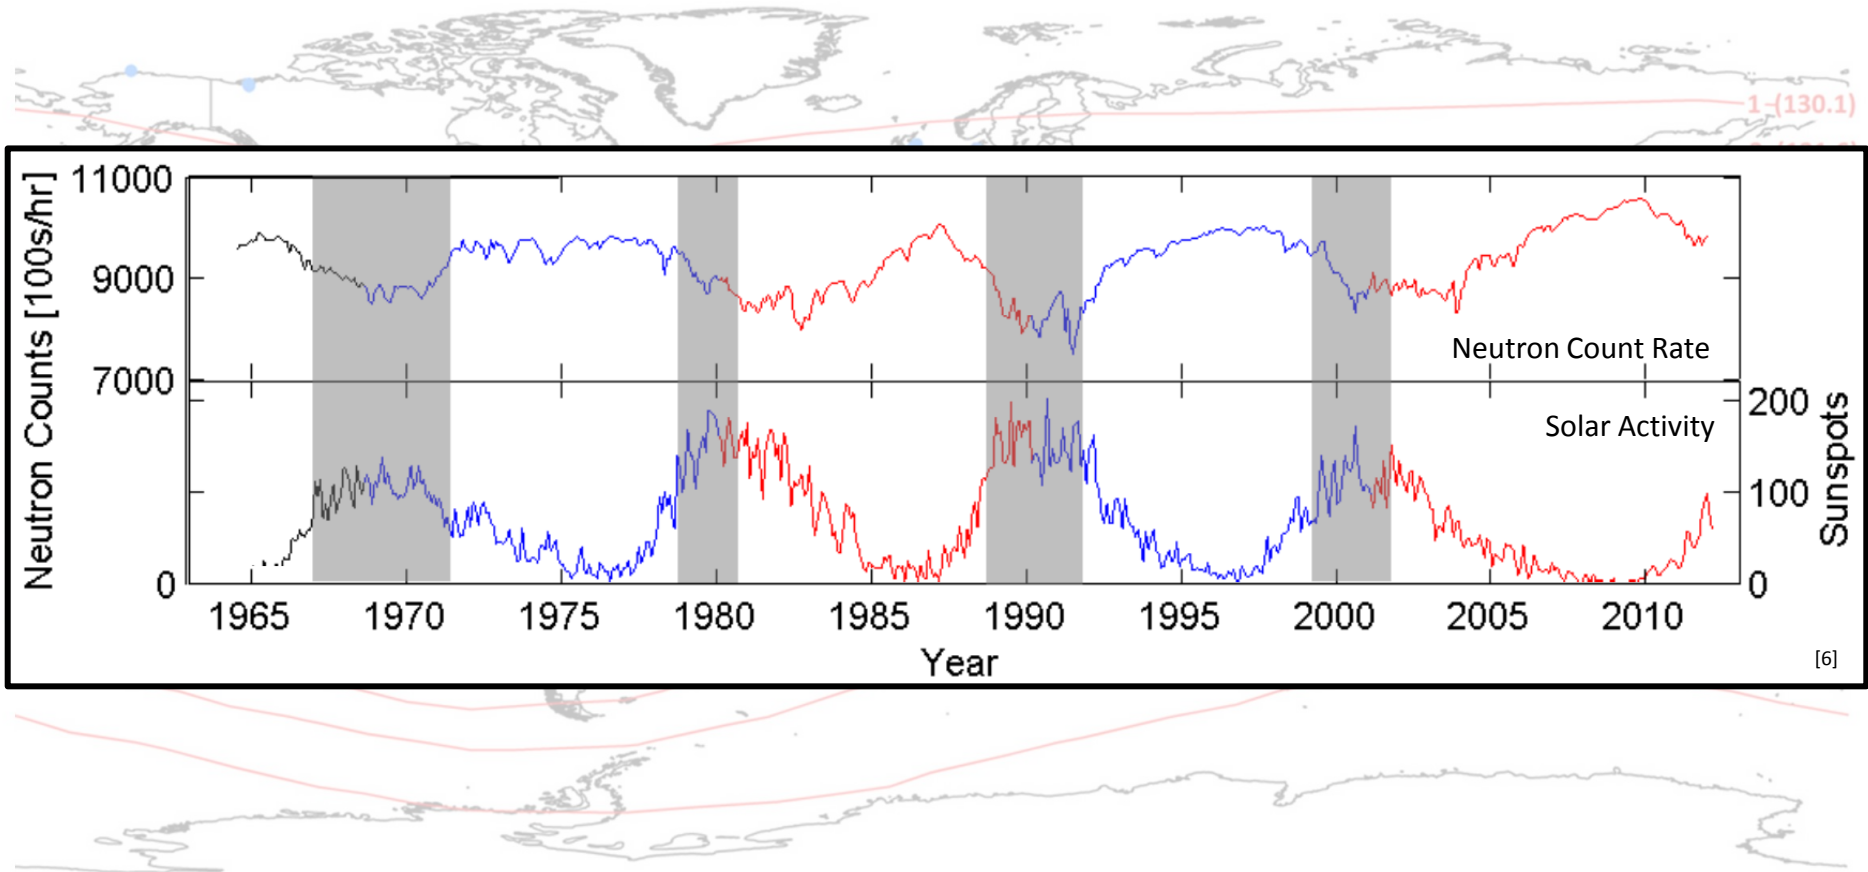 1 (130.1)
Neutron Counts [100s/hr]
11000
9000
7000
0
Neutron Count Rate
Solar Activity
200
100
0
Sunspots
1965 1970 1975 1980 1985 1990 1995 2000 2005 2010
Year
[6]